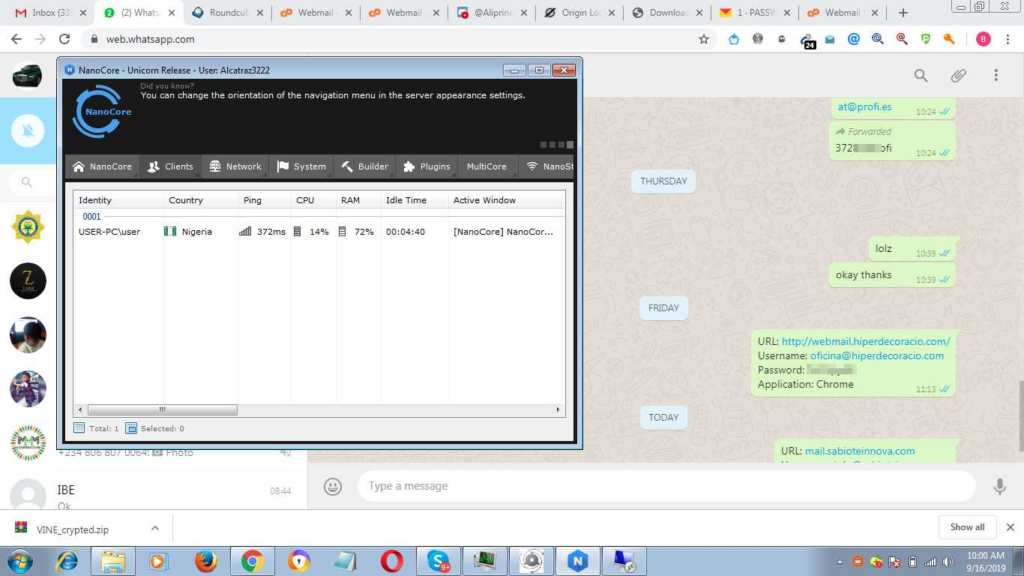 Inbox (33
(2) Whats
Roundcub
Webmail
Webmail
@Aliprin
Origin Lo
Downloa
1 - PASSW
Webmail
web.whatsapp.com
24
B
NanoCore - Unicorn Release - User: Alcatraz3222
Did you know?
You can change the orientation of the navigation menu in the server appearance settings.
NanoCore
NanoCore Clients Network System Builder Plugins MultiCore NanoSt
Identity Country Ping CPU RAM Idle Time Active Window
0001
USER-PC\user Nigeria 372ms 14% 72% 00:04:40 [NanoCore] NanoCor...
Total: 1 Selected: 0
at@profi.es
10:24
Forwarded
372 ofi
10:24
THURSDAY
lolz
10:39
okay thanks
10:39
FRIDAY
URL: http://webmail.hiperdecoracio.com/
Username: oficina@hiperdecoracio.com
Password:
Application: Chrome
11:13
TODAY
URL: mail.sabioteinnova.com
+234 806 807 0064: Photo
IBE
08:44
Ok
Type a message
VINE_crypted.zip
Show all
10:00 AM
9/16/2019